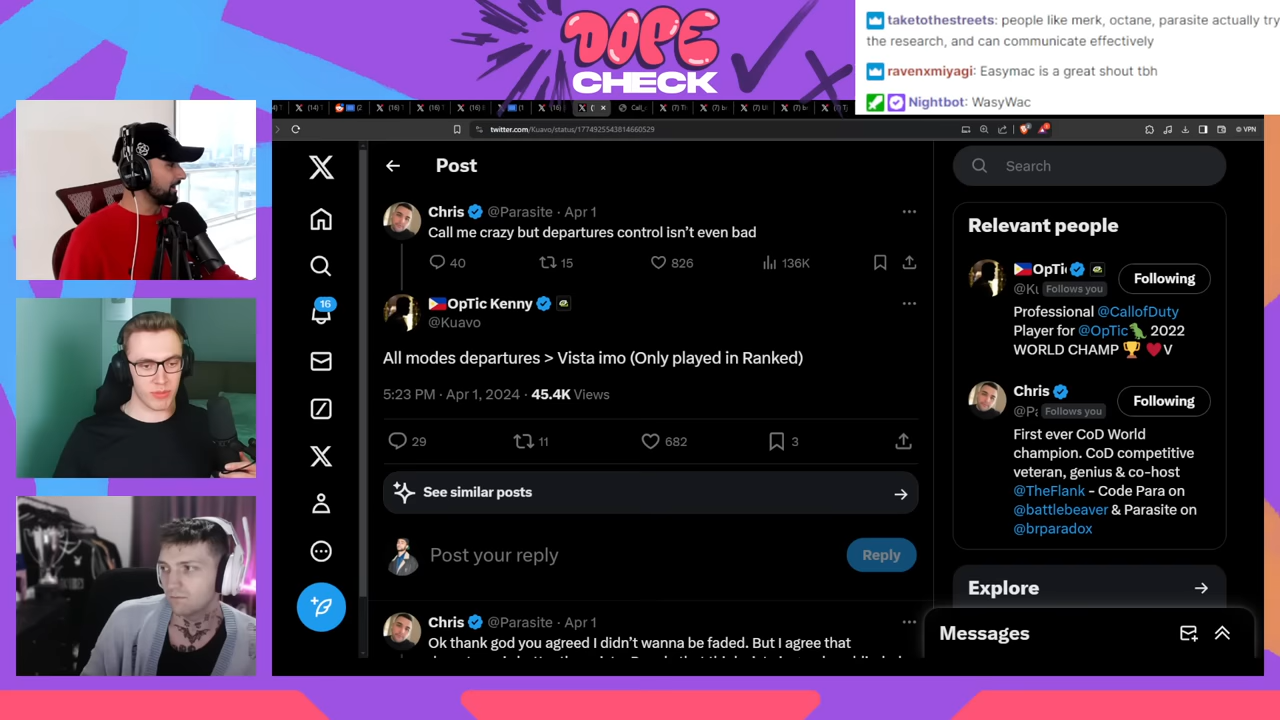 DOPE
CHECK
taketothestreets: people like merk, octane, parasite actually try
the research, and can communicate effectively
ravenxmiyagi: Easymac is a great shout tbh
Nightbot: WasyWac
twitter.com/Kuavo/status/1774925543814660529
VPN
Post
Search
Chris @Parasite · Apr 1
Call me crazy but departures control isn't even bad
40 15 826 136K
OpTic Kenny
@Kuavo
All modes departures > Vista imo (Only played in Ranked)
5:23 PM · Apr 1, 2024 · 45.4K Views
29 11 682 3
See similar posts
Post your reply
Reply
Chris @Parasite · Apr 1
Ok thank god you agreed I didn't wanna be faded. But I agree that
16
Relevant people
OpTi
@Ku Follows you
Following
Professional @CallofDuty
Player for @OpTic 2022
WORLD CHAMP V
Chris
@Pa Follows you
Following
First ever CoD World
champion. CoD competitive
veteran, genius & co-host
@TheFlank - Code Para on
@battlebeaver & Parasite on
@brparadox
Explore
Messages